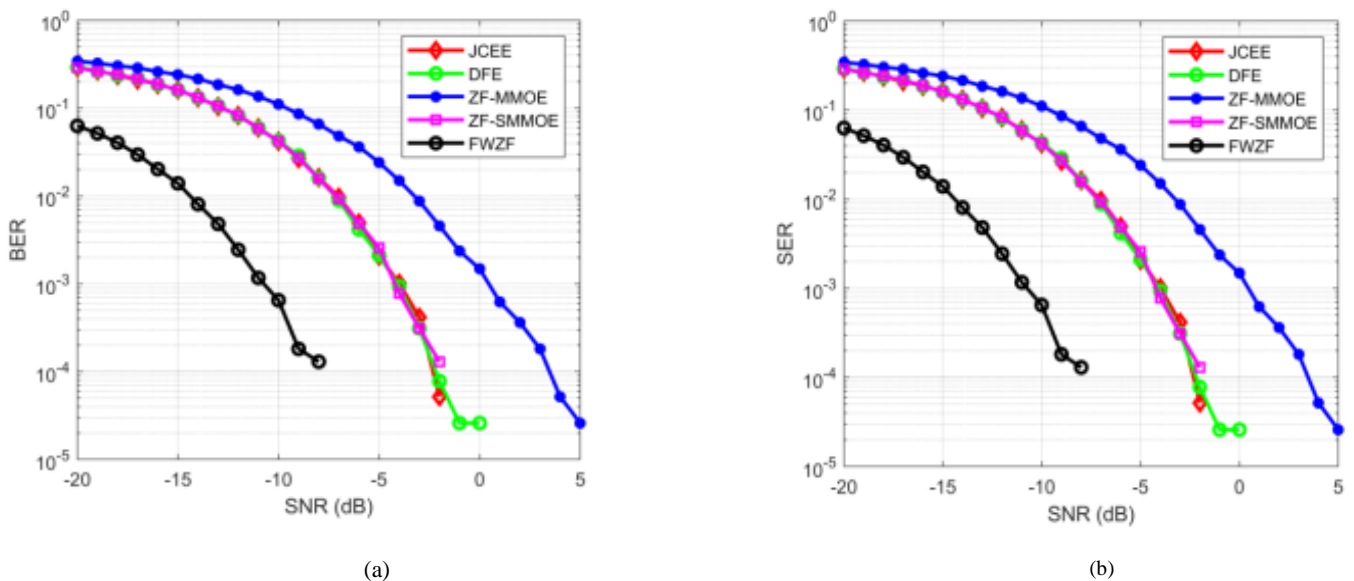 10^0
10^-1
10^-2
10^-3
10^-4
10^-5
BER
-20
-15
-10
-5
0
5
SNR (dB)
JCEE
DFE
ZF-MMOE
ZF-SMMOE
FWZF
(a)
10^0
10^-1
10^-2
10^-3
10^-4
10^-5
SER
-20
-15
-10
-5
0
5
SNR (dB)
JCEE
DFE
ZF-MMOE
ZF-SMMOE
FWZF
(b)